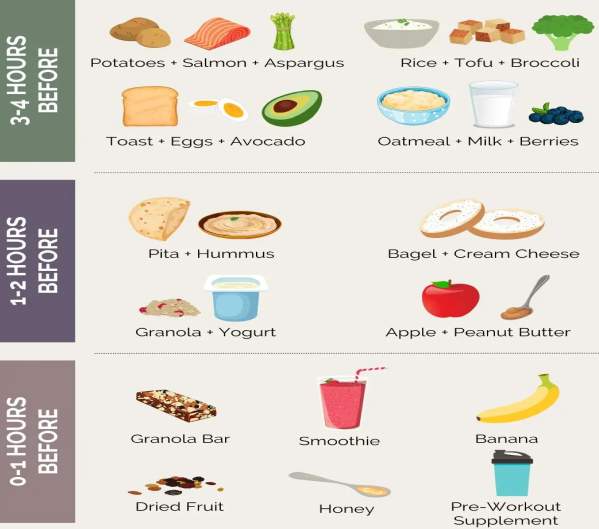 3-4 HOURS
BEFORE
Potatoes + Salmon + Aspargus
Rice + Tofu + Broccoli
Toast + Eggs + Avocado
Oatmeal + Milk + Berries
1-2 HOURS
BEFORE
Pita + Hummus
Bagel + Cream Cheese
Granola + Yogurt
Apple + Peanut Butter
0-1 HOURS
BEFORE
Granola Bar
Smoothie
Banana
Dried Fruit
Honey
Pre-Workout
Supplement